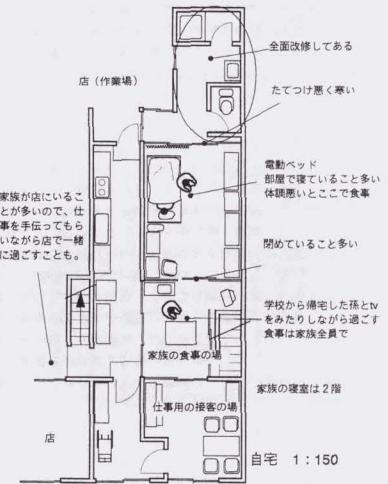 全面改修してある
店（作業場）
たてつけ悪く寒い
電動ベッド
部屋で寝ていること多い
体調悪いとここで食事
家族が店にいるこ
とが多いので、仕
事を手伝ってもら
いながら店で一緒
に過ごすことも。
閉めていること多い
学校から帰宅した孫とtv
をみたりしながら過ごす
食事は家族全員で
家族の食事の場
家族の寝室は２階
仕事用の接客の場
店
自宅　1：150